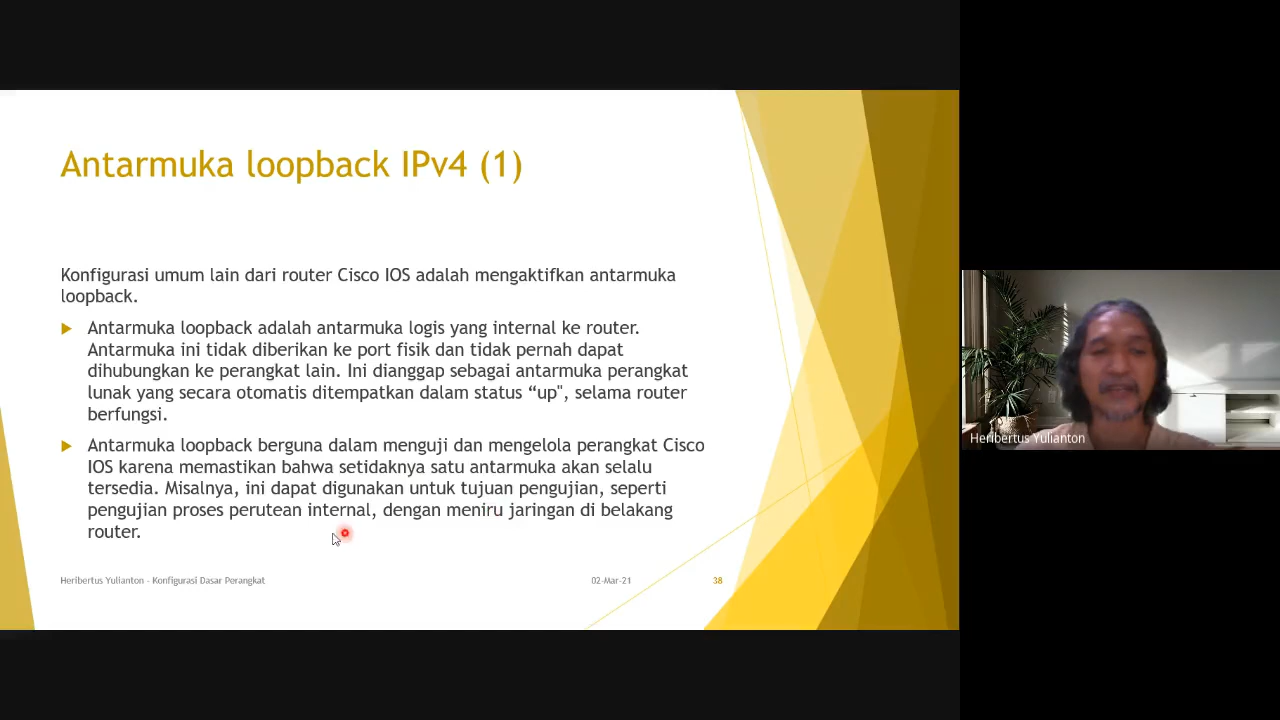 Antarmuka loopback IPv4 (1)
Konfigurasi umum lain dari router Cisco IOS adalah mengaktifkan antarmuka
loopback.
Antarmuka loopback adalah antarmuka logis yang internal ke router.
Antarmuka ini tidak diberikan ke port fisik dan tidak pernah dapat
dihubungkan ke perangkat lain. Ini dianggap sebagai antarmuka perangkat
lunak yang secara otomatis ditempatkan dalam status “up", selama router
berfungsi.
Antarmuka loopback berguna dalam menguji dan mengelola perangkat Cisco
IOS karena memastikan bahwa setidaknya satu antarmuka akan selalu
tersedia. Misalnya, ini dapat digunakan untuk tujuan pengujian, seperti
pengujian proses perutean internal, dengan meniru jaringan di belakang
router.
Heribertus Yulianton - Konfigurasi Dasar Perangkat
02-Mar-21
38
Heribertus Yulianton